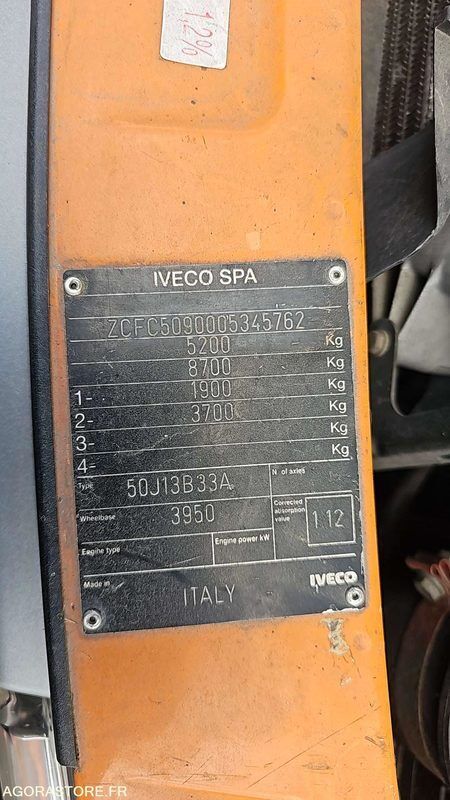 1,2%
IVECO SPA
ZCFC5090005345762
5200 Kg
8700 Kg
1- 1900 Kg
2- 3700 Kg
3- Kg
4- Kg
Type 50J13B33A N. of axles
Wheelbase 3950 Corrected absorption value 1.12
Engine type Engine power kW
Made in ITALY IVECO
AGORASTORE.FR